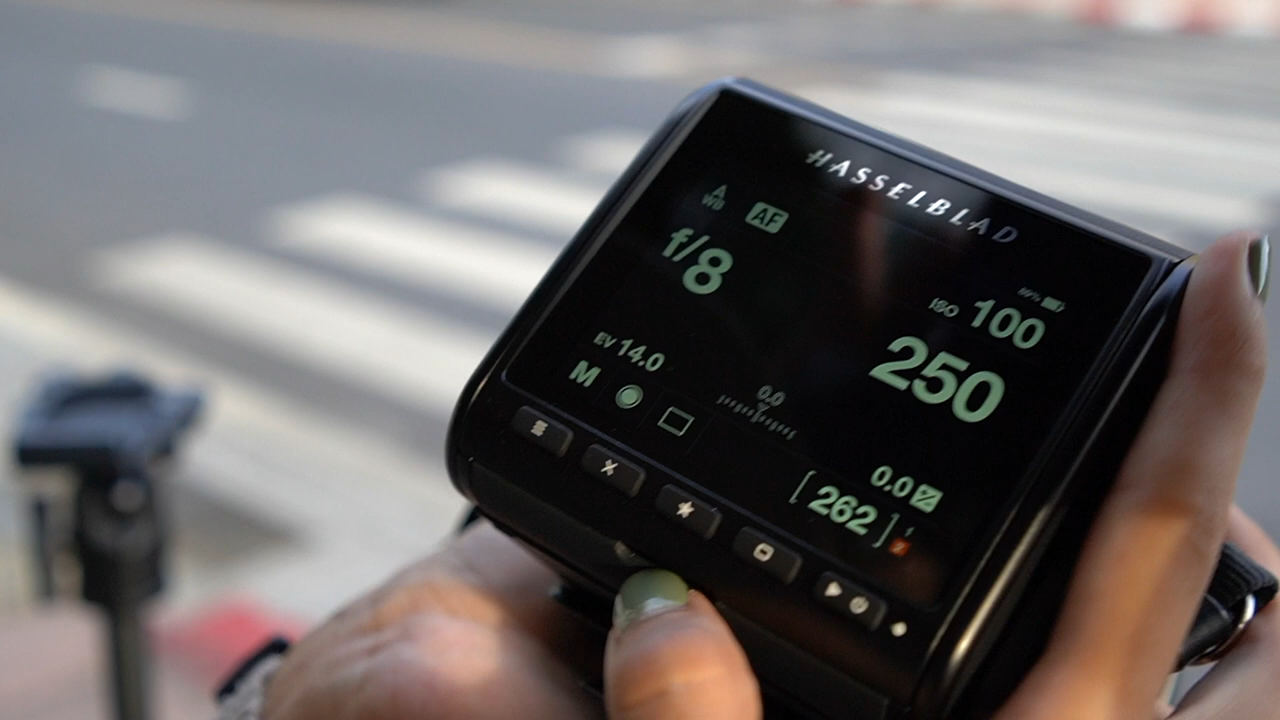 HASSELBLAD
A
WB
AF
f/8
ISO 100
250
EV 14.0
M
0.0
0.0
[ 262 ]